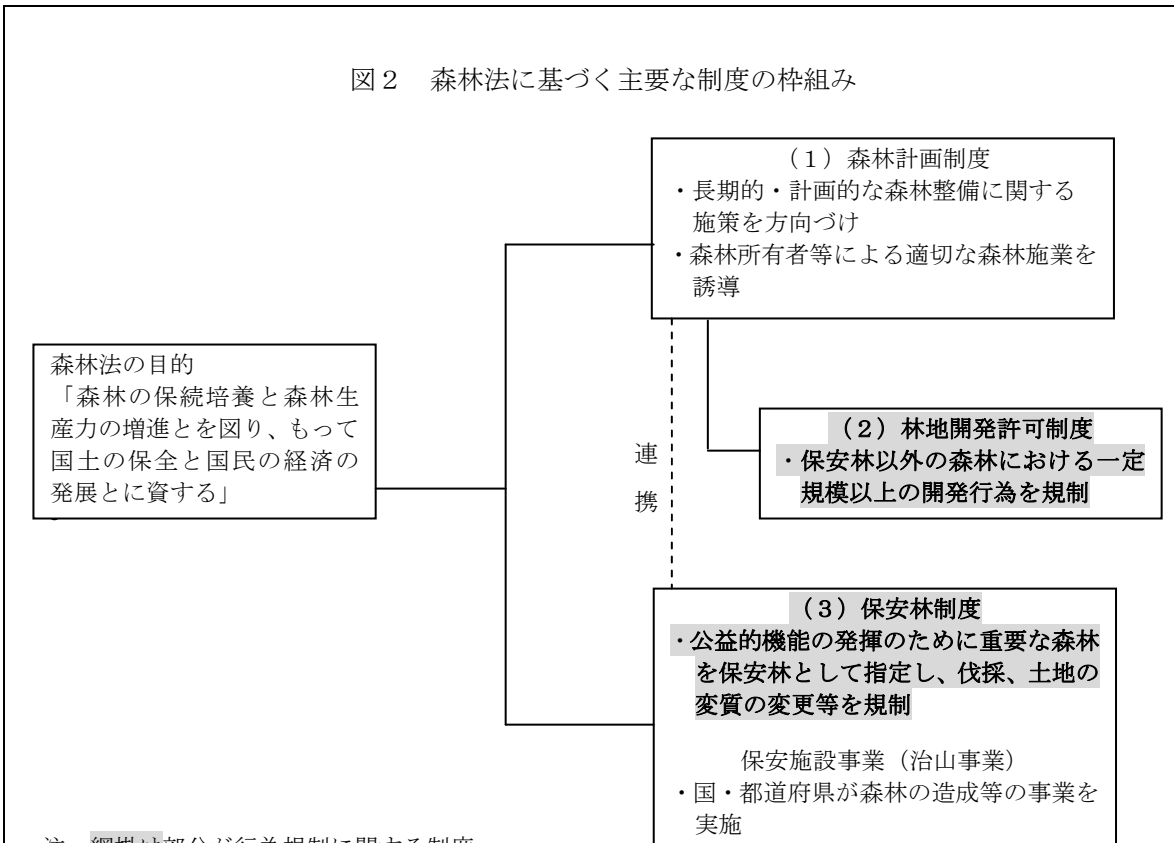 図2 森林法に基づく主要な制度の枠組み
(1)森林計画制度
・長期的・計画的な森林整備に関する
施策を方向づけ
・森林所有者等による適切な森林施業を
誘導
森林法の目的
「森林の保続培養と森林生
産力の増進とを図り、もって
国土の保全と国民の経済の
発展とに資する」
連
携
(2)林地開発許可制度
・保安林以外の森林における一定
規模以上の開発行為を規制
(3)保安林制度
・公益的機能の発揮のために重要な森林
を保安林として指定し、伐採、土地の
変質の変更等を規制
保安施設事業(治山事業)
・国・都道府県が森林の造成等の事業を
実施
注 網掛け部分が行為規制に関する制度